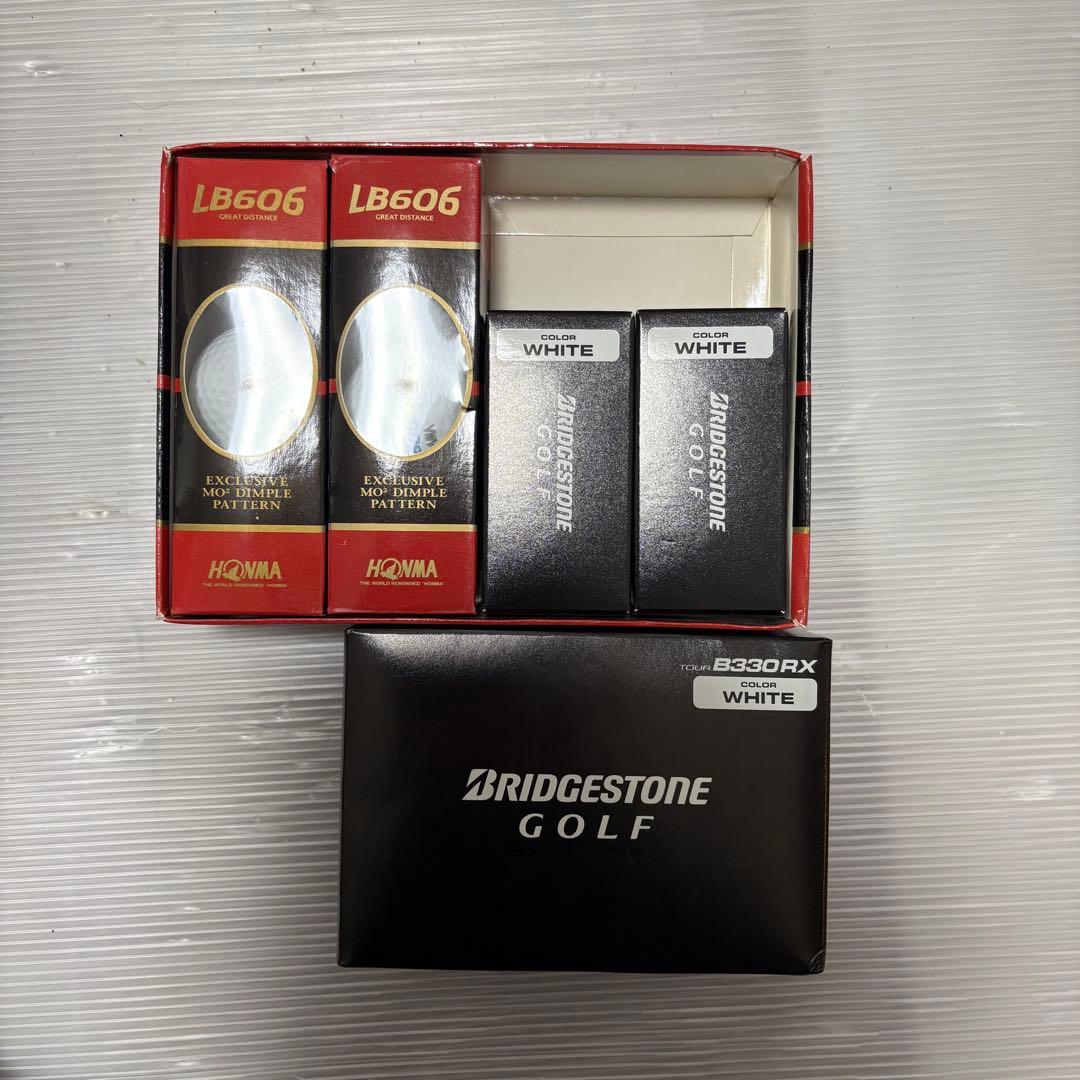 LB606
GREAT DISTANCE
EXCLUSIVE
MO² DIMPLE
PATTERN
HONMA
THE WORLD RENOWNED "HONMA"
LB606
GREAT DISTANCE
EXCLUSIVE
MO² DIMPLE
PATTERN
HONMA
THE WORLD RENOWNED "HONMA"
COLOR
WHITE
BRIDGESTONE
GOLF
COLOR
WHITE
BRIDGESTONE
GOLF
TOUR B330RX
COLOR
WHITE
BRIDGESTONE
GOLF